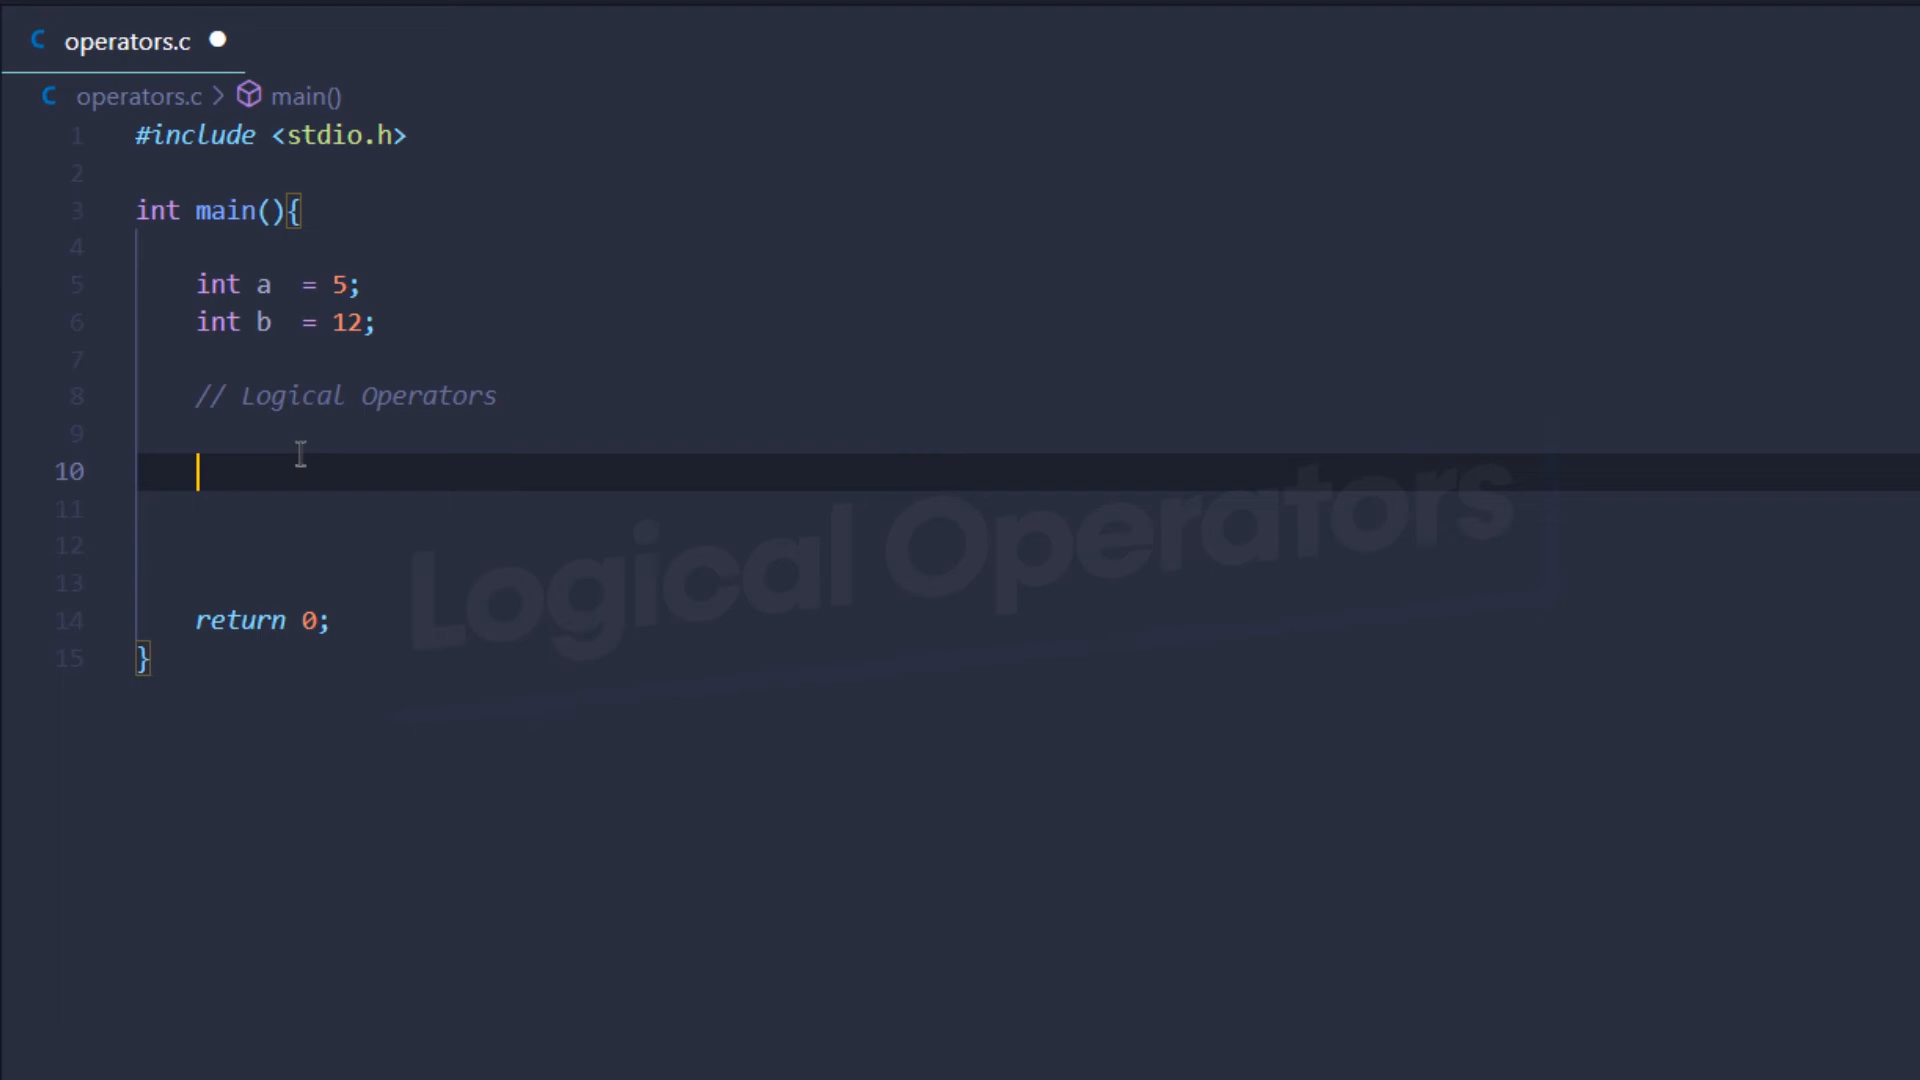 C operators.c
C operators.c > main()
1 #include <stdio.h>
2
3 int main(){
4
5     int a  = 5;
6     int b  = 12;
7
8     // Logical Operators
9
10
11
12
13
14     return 0;
15 }
Logical Operators